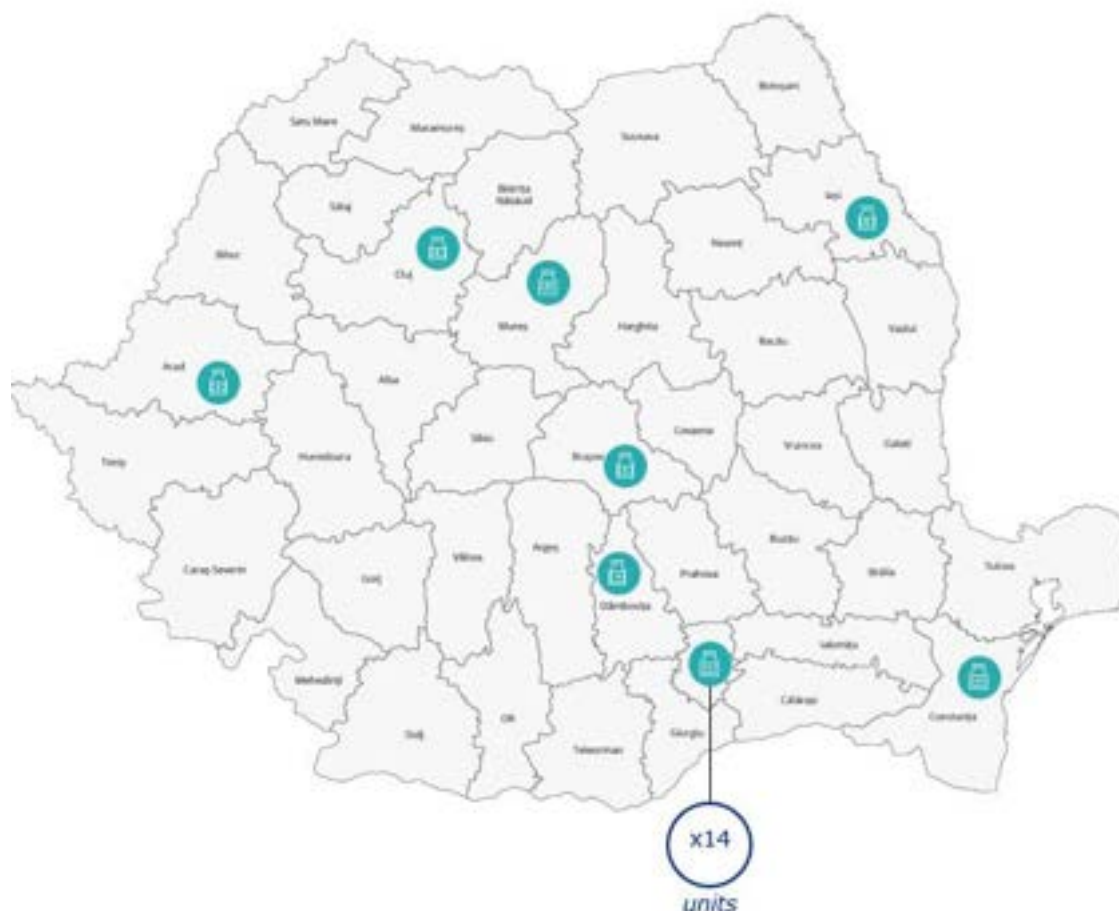 Botoșani
Satu Mare
Maramureș
Suceava
Iași
Bistrița
Năsăud
Sălaj
Neamț
Bihor
Cluj
Mureș
Harghita
Vaslui
Bacău
Arad
Alba
Sibiu
Covasna
Vrancea
Galați
Brașov
Timiș
Hunedoara
Caraș-Severin
Gorj
Vâlcea
Argeș
Prahova
Buzău
Brăila
Tulcea
Dâmbovița
Ialomița
Mehedinți
Călărași
Constanța
Dolj
Olt
Teleorman
Giurgiu
x14
units